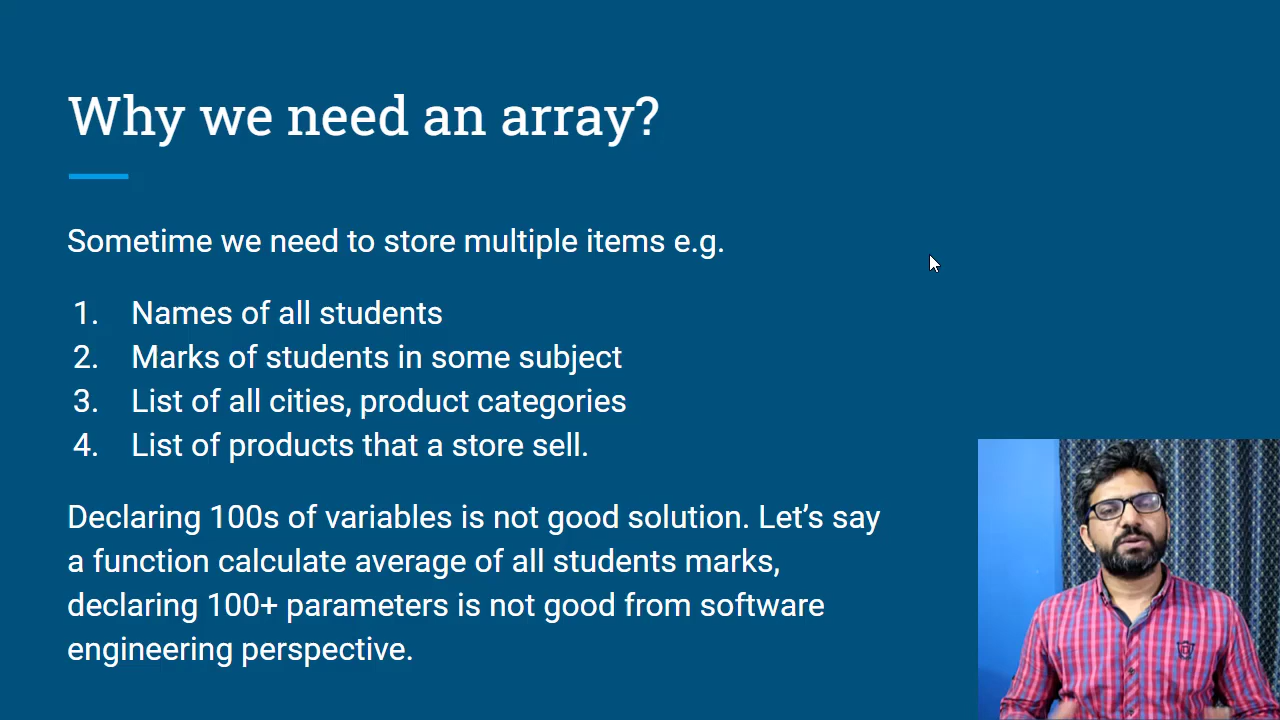 Why we need an array?
Sometime we need to store multiple items e.g.
1. Names of all students
2. Marks of students in some subject
3. List of all cities, product categories
4. List of products that a store sell.
Declaring 100s of variables is not good solution. Let’s say
a function calculate average of all students marks,
declaring 100+ parameters is not good from software
engineering perspective.